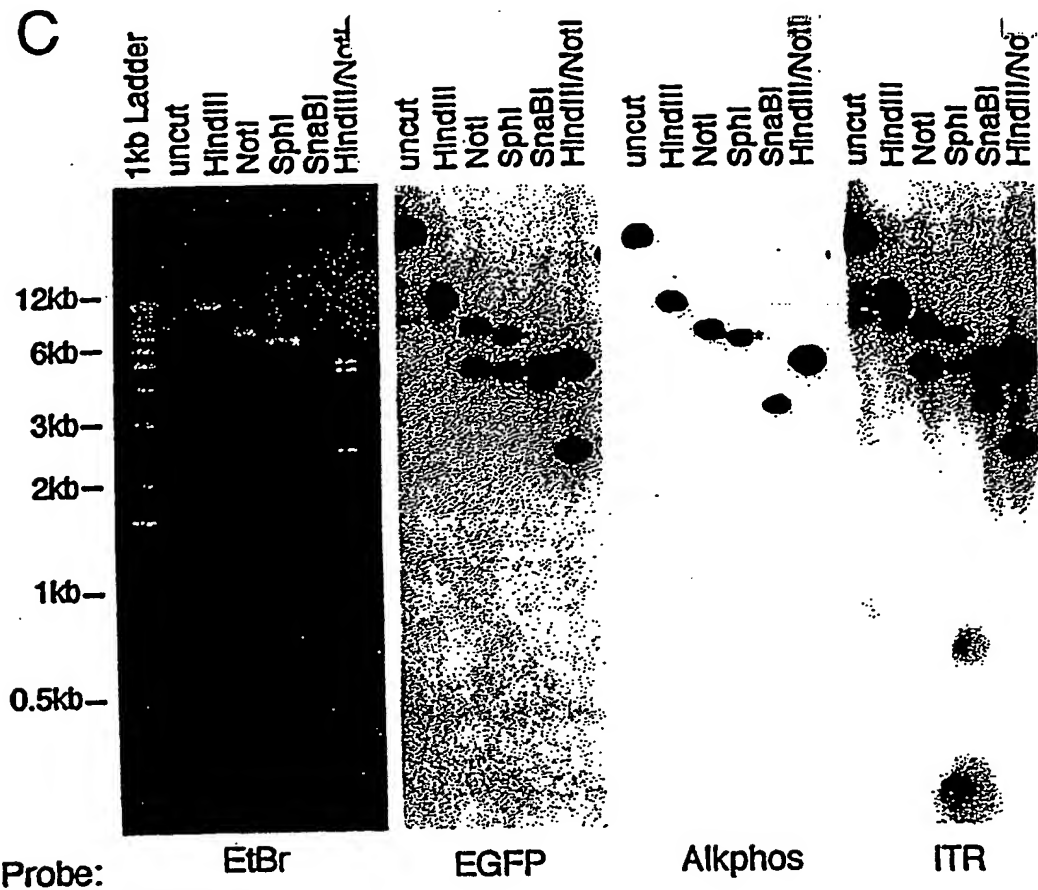 C
1kb Ladder
uncut
HindIII
NotI
SphI
SnaBI
HindIII/NotI
uncut
HindIII
NotI
SphI
SnaBI
HindIII/NotI
uncut
HindIII
NotI
SphI
SnaBI
HindIII/NotI
uncut
HindIII
NotI
SphI
SnaBI
HindIII/No
12kb
6kb
3kb
2kb
1kb
0.5kb
*
*
Probe: EtBr EGFP Alkphos ITR